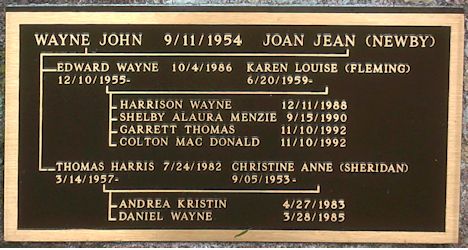 WAYNE JOHN 9/11/1954 JOAN JEAN (NEWBY)
EDWARD WAYNE 10/4/1986 KAREN LOUISE (FLEMING)
12/10/1955- 6/20/1959-
HARRISON WAYNE 12/11/1988
SHELBY ALAURA MENZIE 9/15/1990
GARRETT THOMAS 11/10/1992
COLTON MAC DONALD 11/10/1992
THOMAS HARRIS 7/24/1982 CHRISTINE ANNE (SHERIDAN)
3/14/1957- 9/05/1953-
ANDREA KRISTIN 4/27/1983
DANIEL WAYNE 3/28/1985